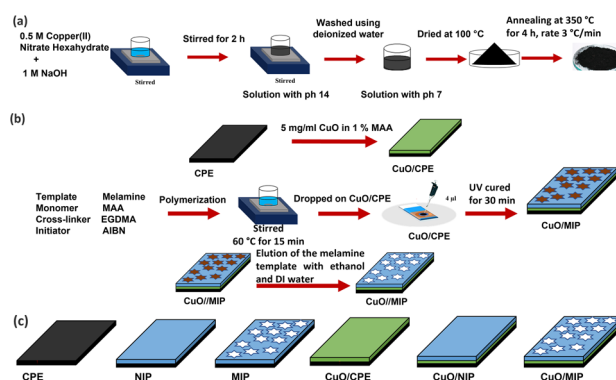 (a)
0.5 M Copper(II)
Nitrate Hexahydrate
+
1 M NaOH
Stirred
Stirred for 2 h
Stirred
Solution with ph 14
Washed using
deionized water
Solution with ph 7
Dried at 100 °C
Annealing at 350 °C
for 4 h, rate 3 °C/min
(b)
CPE
5 mg/ml CuO in 1 % MAA
CuO/CPE
Template Melamine
Monomer MAA
Cross-linker EGDMA
Initiator AIBN
Polymerization
Stirred
60 °C for 15 min
Dropped on CuO/CPE
4 µl
CuO/CPE
UV cured
for 30 min
CuO/MIP
CuO//MIP
Elution of the melamine
template with ethanol
and DI water
CuO//MIP
(c)
CPE
NIP
MIP
CuO/CPE
CuO/NIP
CuO/MIP